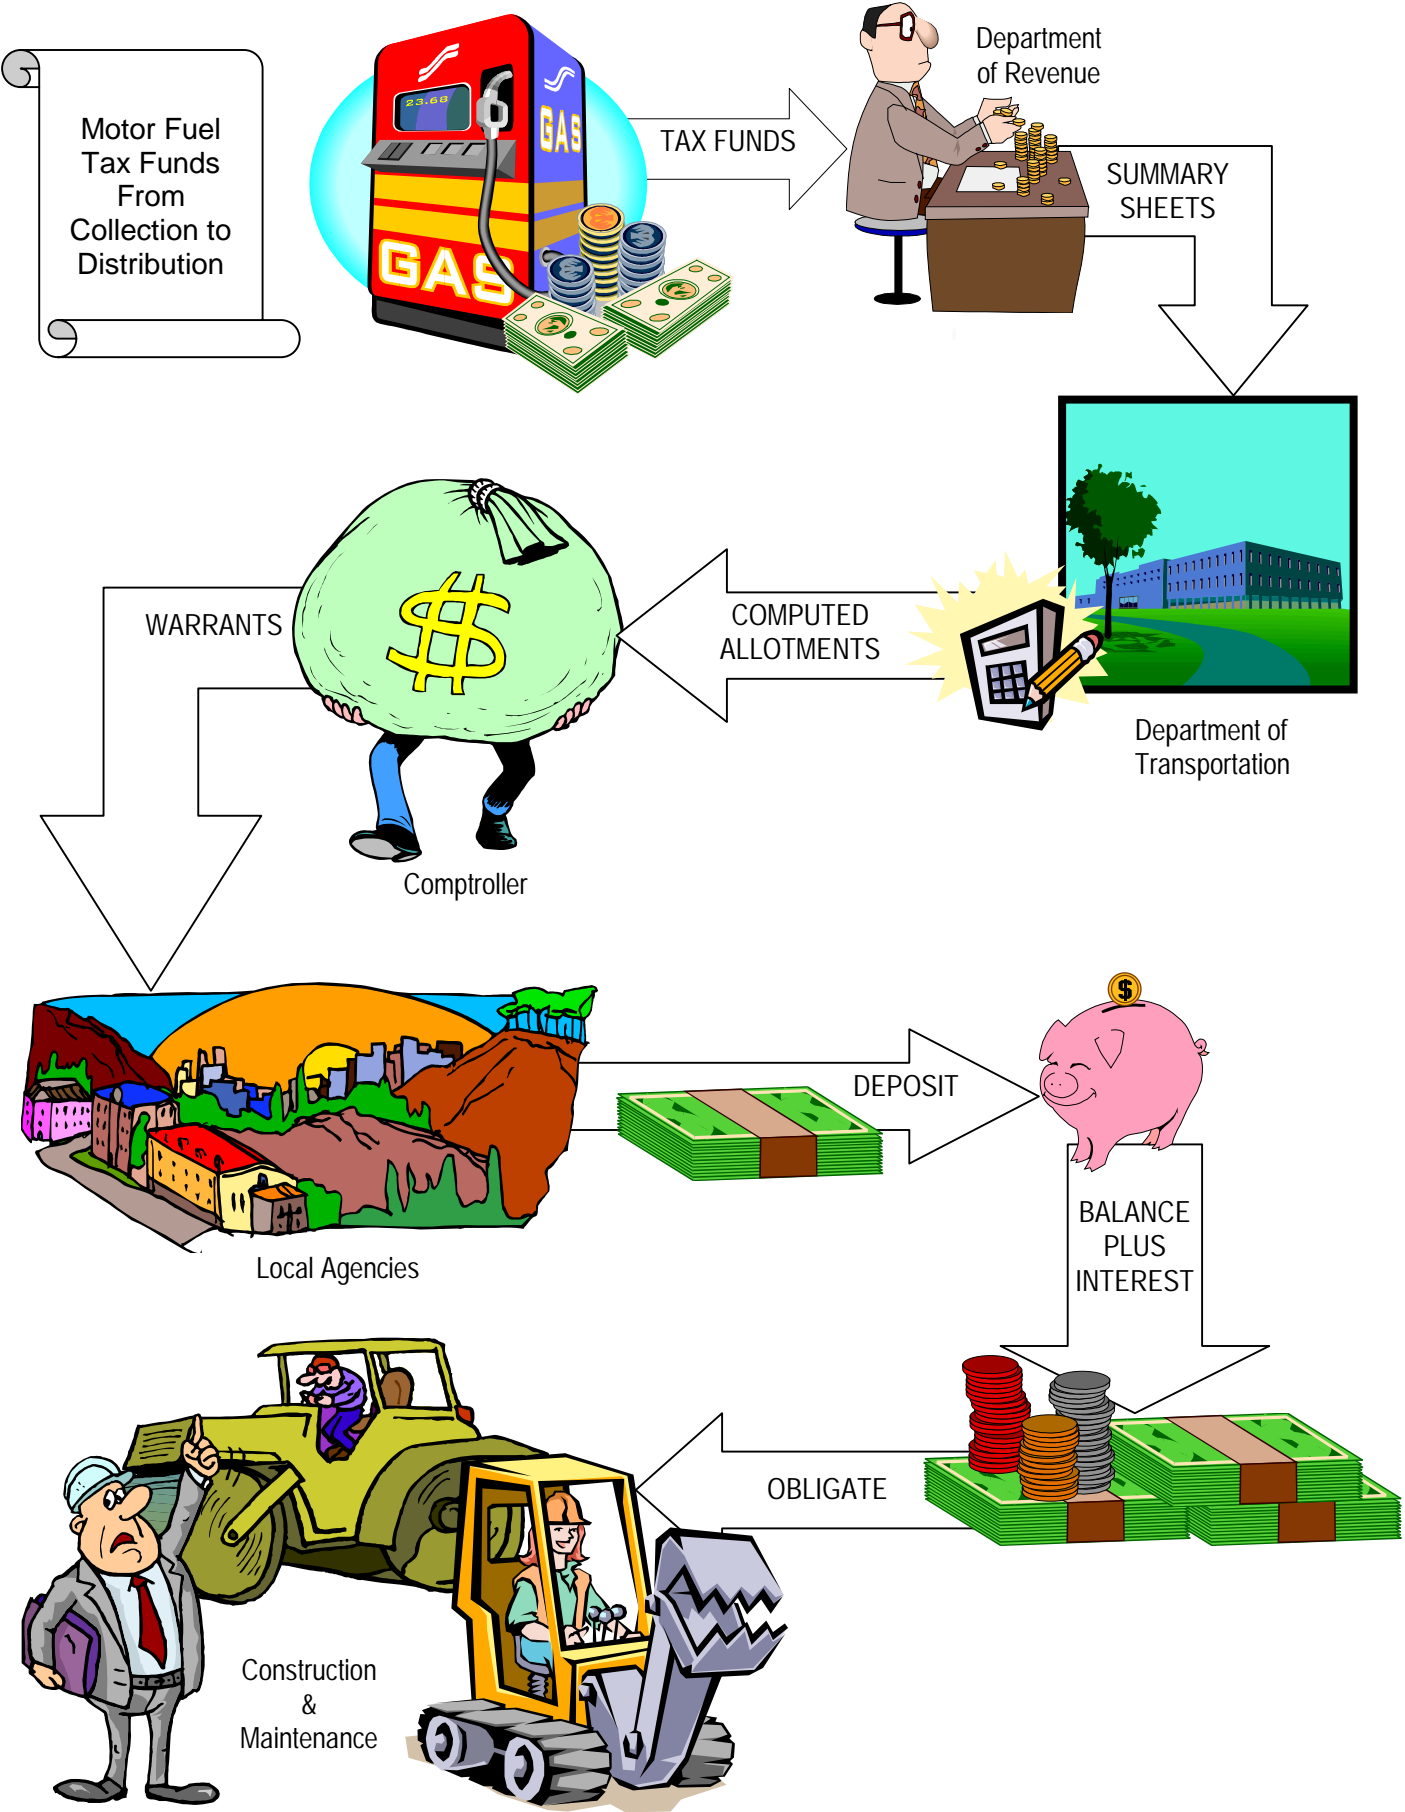 Motor Fuel
Tax Funds
From
Collection to
Distribution
23.68
GAS
GAS
TAX FUNDS
Department
of Revenue
SUMMARY
SHEETS
WARRANTS
$
COMPUTED
ALLOTMENTS
Department of
Transportation
Comptroller
$
DEPOSIT
Local Agencies
BALANCE
PLUS
INTEREST
OBLIGATE
Construction
&
Maintenance